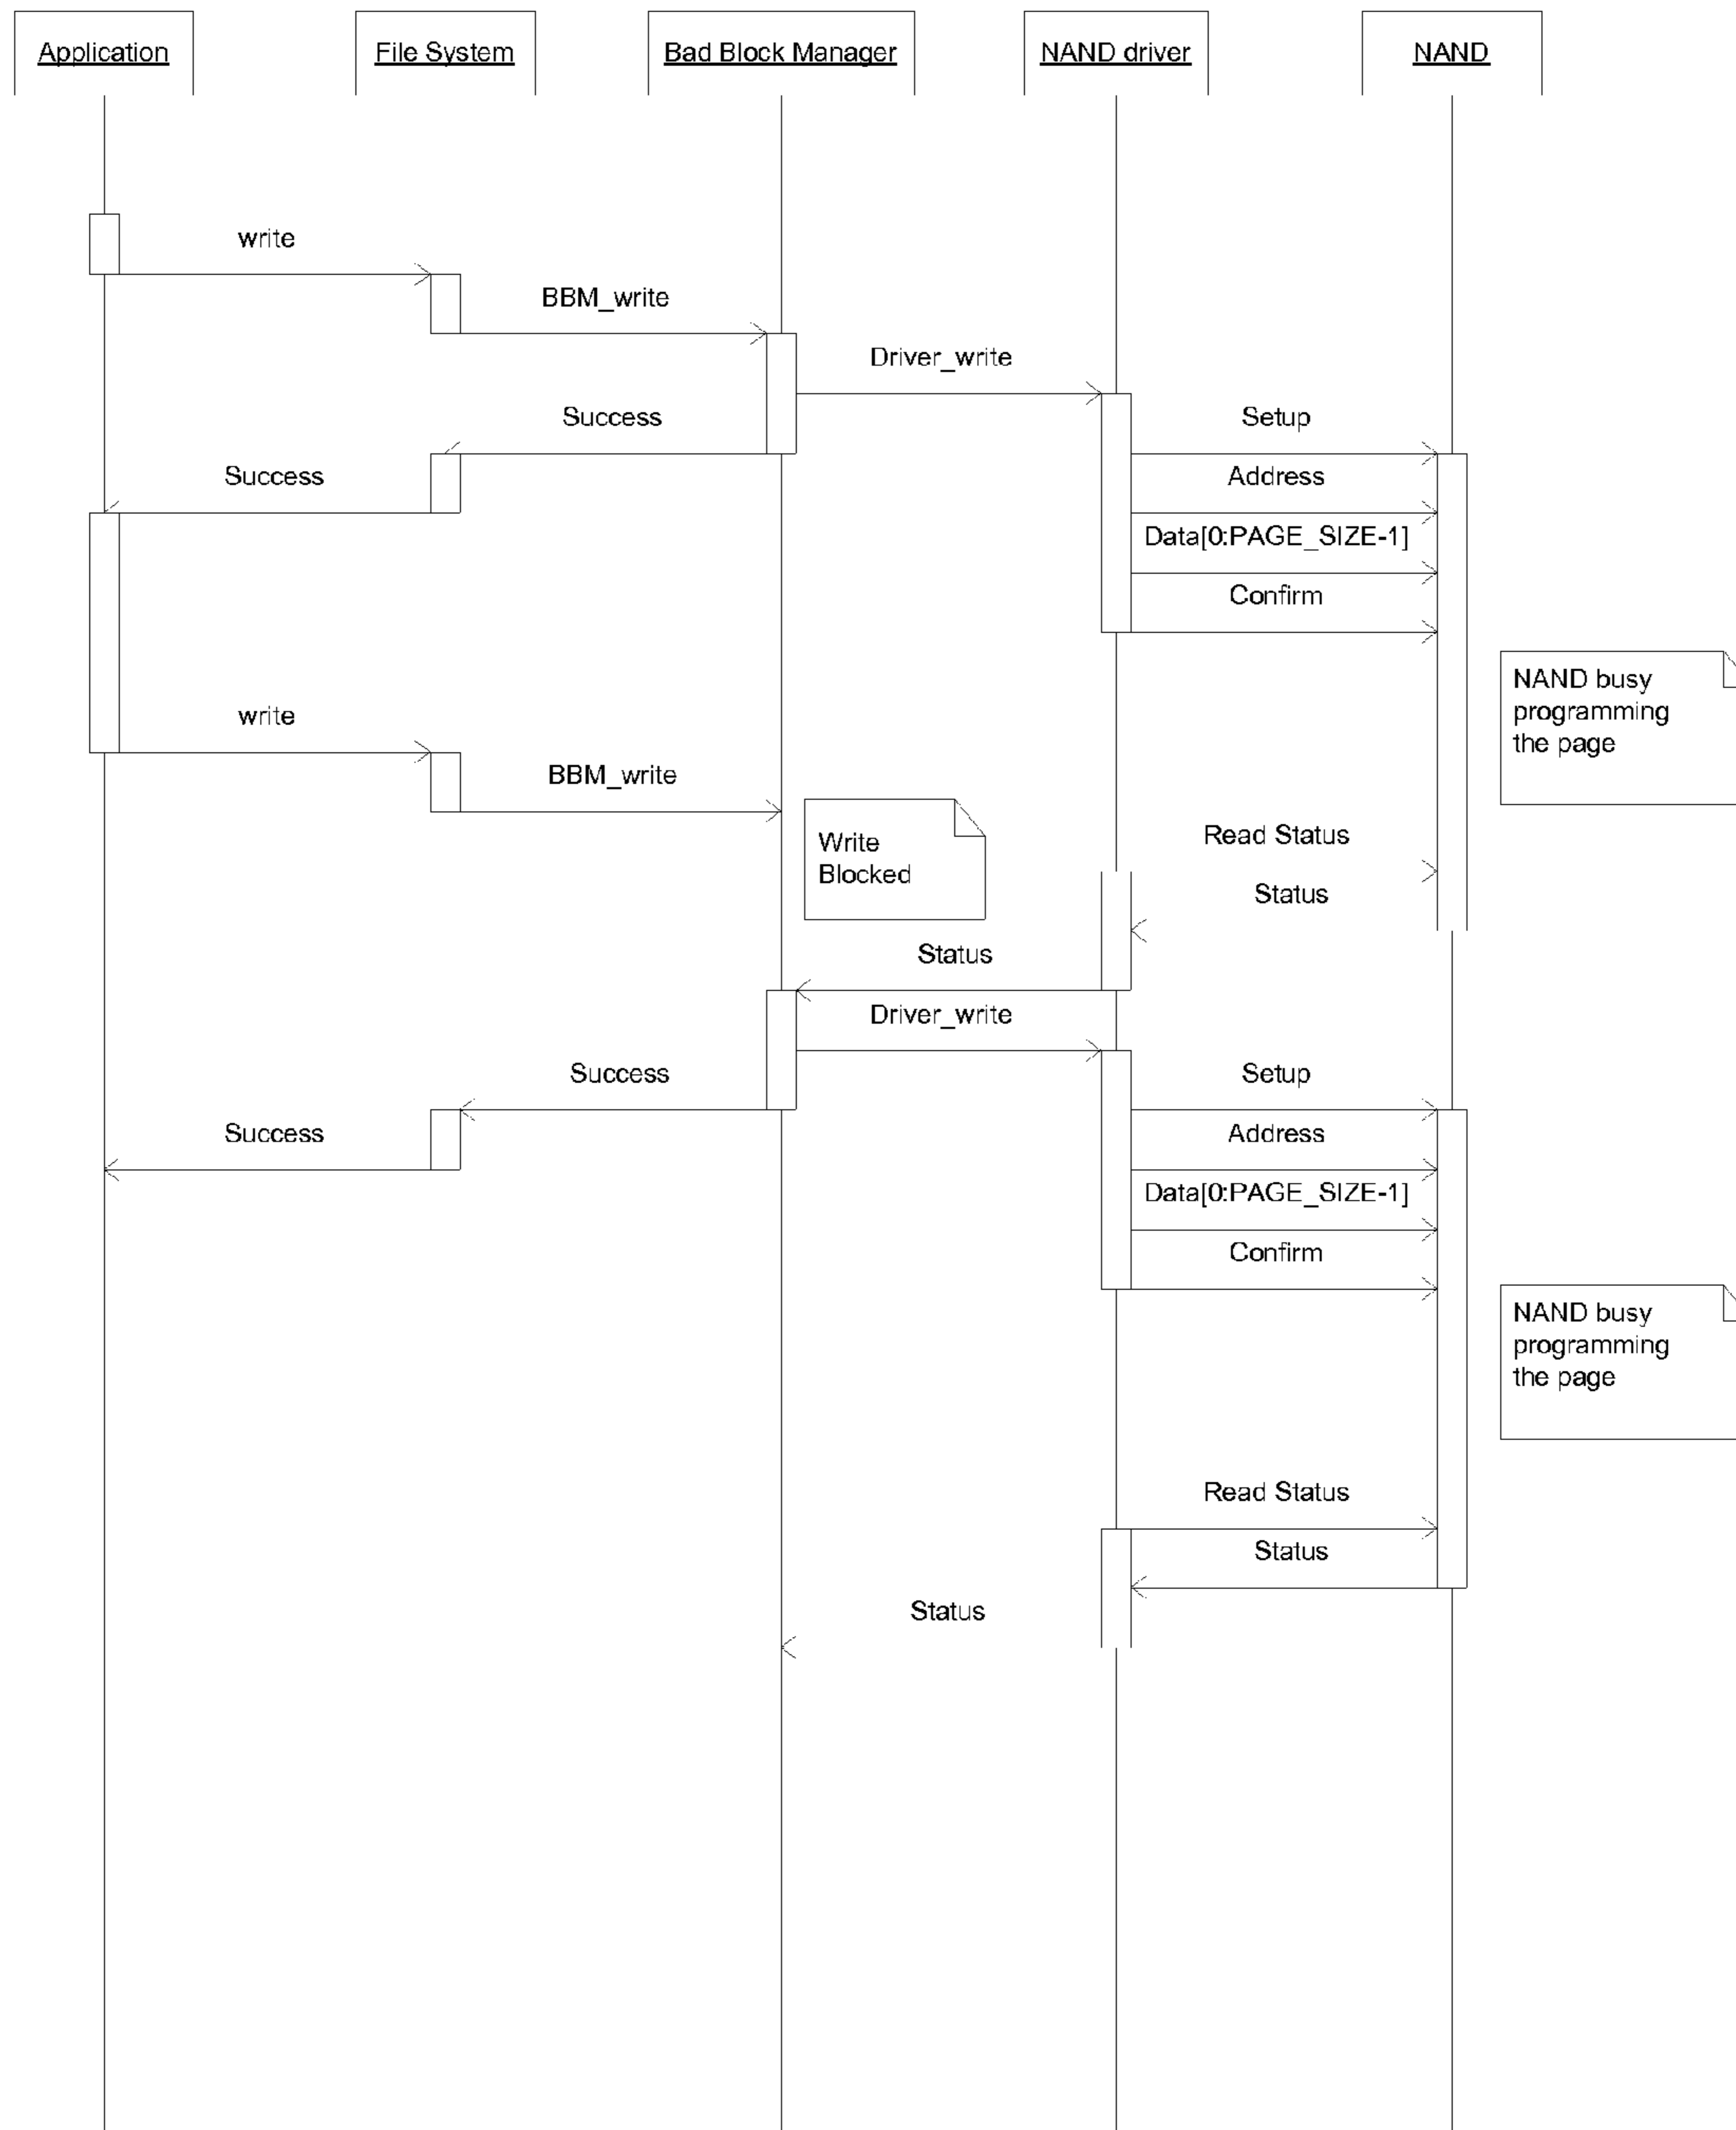 Application
File System
Bad Block Manager
NAND driver
NAND
write
BBM_write
Driver_write
Success
Setup
Success
Address
Data[0:PAGE_SIZE-1]
Confirm
NAND busy
programming
the page
write
BBM_write
Write
Blocked
Read Status
Status
Status
Driver_write
Success
Setup
Success
Address
Data[0:PAGE_SIZE-1]
Confirm
NAND busy
programming
the page
Read Status
Status
Status